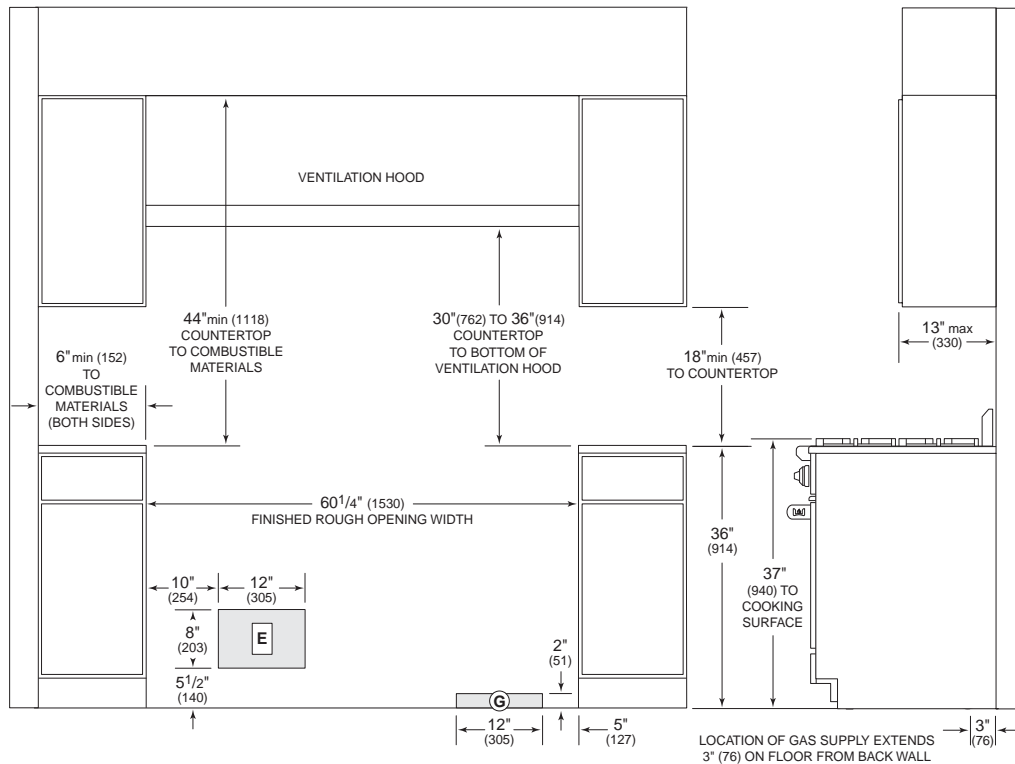 VENTILATION HOOD
44" min (1118)
COUNTERTOP
TO COMBUSTIBLE
MATERIALS
30" (762) TO 36" (914)
COUNTERTOP
TO BOTTOM OF
VENTILATION HOOD
13" max
(330)
6" min (152)
TO
COMBUSTIBLE
MATERIALS
(BOTH SIDES)
18" min (457)
TO COUNTERTOP
60 1/4" (1530)
FINISHED ROUGH OPENING WIDTH
36"
(914)
37"
(940) TO
COOKING
SURFACE
10"
(254)
12"
(305)
8"
(203)
E
5 1/2"
(140)
2"
(51)
G
12"
(305)
5"
(127)
3"
(76)
LOCATION OF GAS SUPPLY EXTENDS
3" (76) ON FLOOR FROM BACK WALL